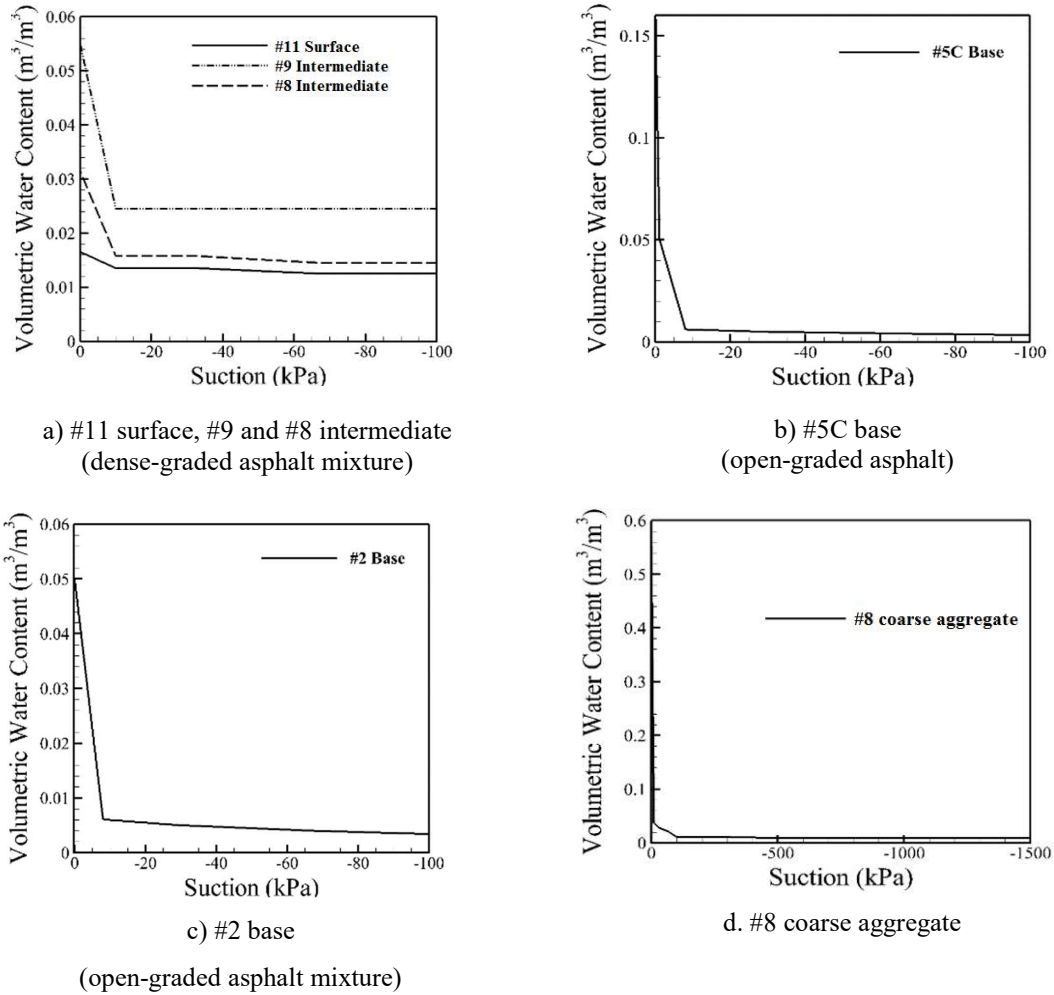 Volumetric Water Content (m³/m³)
0.06
0.05
0.04
0.03
0.02
0.01
0
#11 Surface
#9 Intermediate
#8 Intermediate
0 -20 -40 -60 -80 -100
Suction (kPa)
a) #11 surface, #9 and #8 intermediate
(dense-graded asphalt mixture)
Volumetric Water Content (m³/m³)
0.15
0.1
0.05
0
#5C Base
0 -20 -40 -60 -80 -100
Suction (kPa)
b) #5C base
(open-graded asphalt)
Volumetric Water Content (m³/m³)
0.06
0.05
0.04
0.03
0.02
0.01
0
#2 Base
0 -20 -40 -60 -80 -100
Suction (kPa)
c) #2 base
(open-graded asphalt mixture)
Volumetric Water Content (m³/m³)
0.6
0.5
0.4
0.3
0.2
0.1
0
#8 coarse aggregate
0 -500 -1000 -1500
Suction (kPa)
d. #8 coarse aggregate